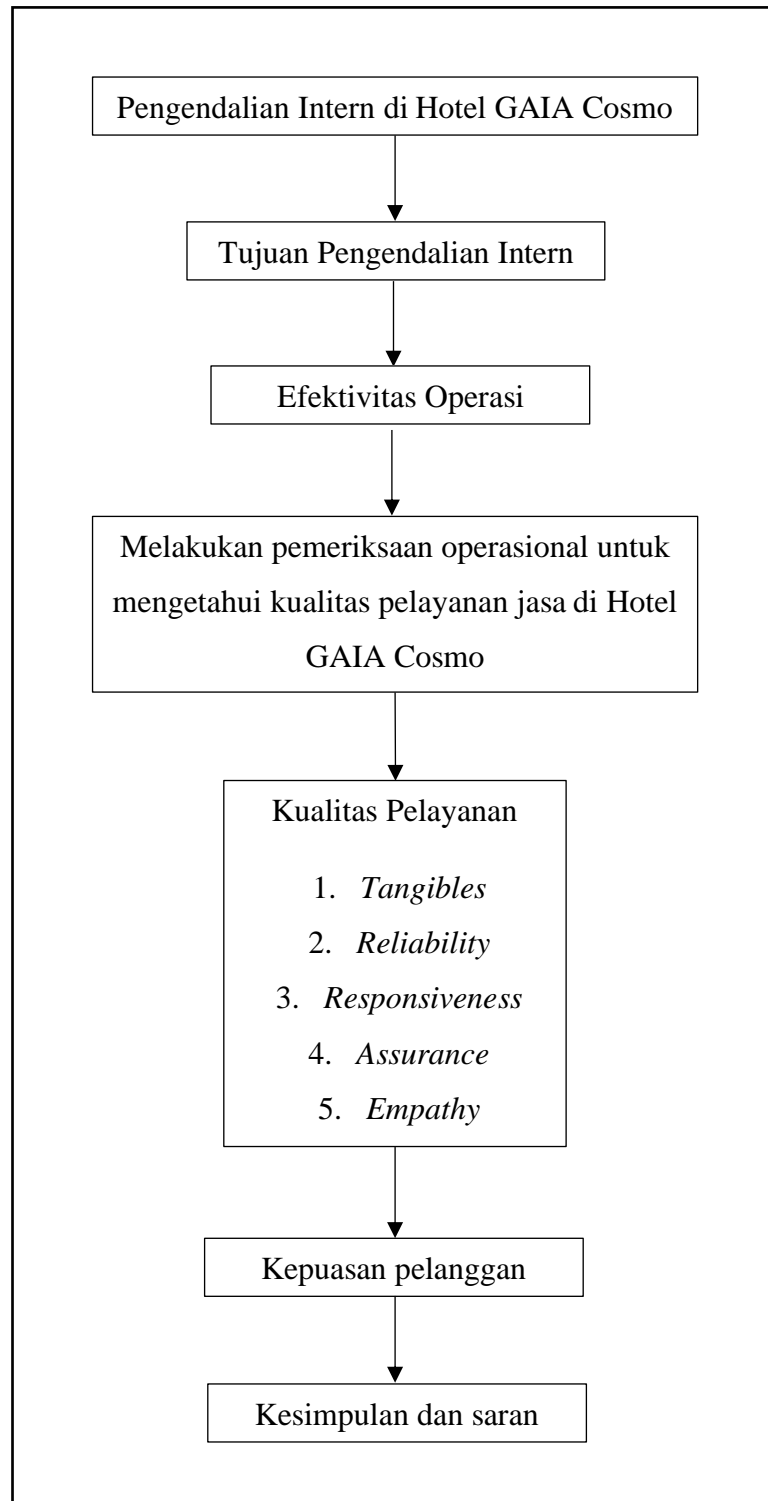 Pengendalian Intern di Hotel GAIA Cosmo
Tujuan Pengendalian Intern
Efektivitas Operasi
Melakukan pemeriksaan operasional untuk
mengetahui kualitas pelayanan jasa di Hotel
GAIA Cosmo
Kualitas Pelayanan
1. Tangibles
2. Reliability
3. Responsiveness
4. Assurance
5. Empathy
Kepuasan pelanggan
Kesimpulan dan saran